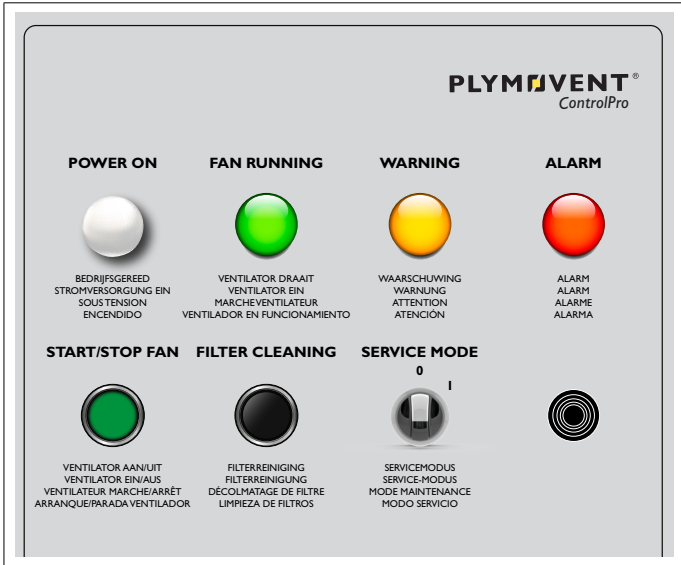 PLYMOVENT®
ControlPro
POWER ON
BEDRIJFSGEREED
STROMVERSORGUNG EIN
SOUS TENSION
ENCENDIDO
FAN RUNNING
VENTILATOR DRAAIT
VENTILATOR EIN
MARCHEVENTILATEUR
VENTILADOR EN FUNCIONAMIENTO
WARNING
WAARSCHUWING
WARNUNG
ATTENTION
ATENCIÓN
ALARM
ALARM
ALARM
ALARME
ALARMA
START/STOP FAN
VENTILATOR AAN/UIT
VENTILATOR EIN/AUS
VENTILATEUR MARCHE/ARRÊT
ARRANQUE/PARADA VENTILADOR
FILTER CLEANING
FILTERREINIGING
FILTERREINIGUNG
DÉCOLMATAGE DE FILTRE
LIMPIEZA DE FILTROS
SERVICE MODE
0
I
SERVICEMODUS
SERVICE-MODUS
MODE MAINTENANCE
MODO SERVICIO